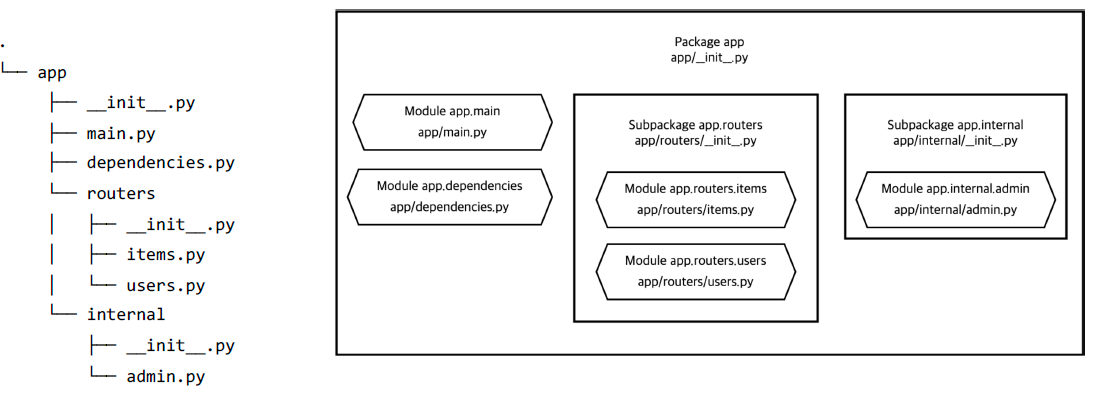 .
└── app
├── __init__.py
├── main.py
├── dependencies.py
└── routers
│ ├── __init__.py
│ ├── items.py
│ └── users.py
└── internal
├── __init__.py
└── admin.py
Package app
app/__init__.py
Module app.main
app/main.py
Module app.dependencies
app/dependencies.py
Subpackage app.routers
app/routers/__init__.py
Module app.routers.items
app/routers/items.py
Module app.routers.users
app/routers/users.py
Subpackage app.internal
app/internal/__init__.py
Module app.internal.admin
app/internal/admin.py